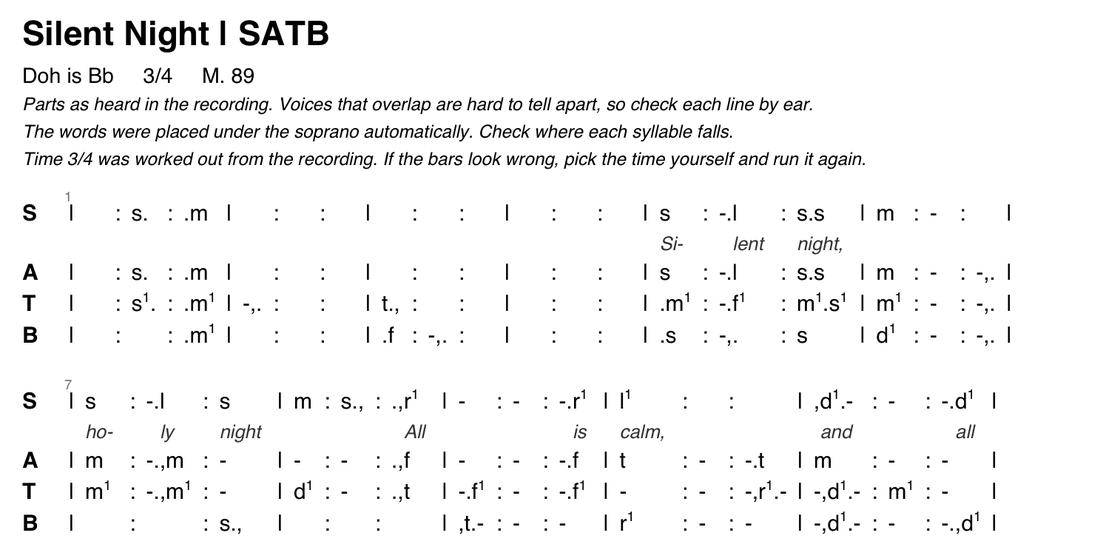 Silent Night | SATB
Doh is Bb 3/4 M. 89
Parts as heard in the recording. Voices that overlap are hard to tell apart, so check each line by ear.
The words were placed under the soprano automatically. Check where each syllable falls.
Time 3/4 was worked out from the recording. If the bars look wrong, pick the time yourself and run it again.
1
S | : s. : .m | : : | : : | : : | s : -.l : s.s | m : - : |
Si- lent night,
A | : s. : .m | : : | : : | : : | s : -.l : s.s | m : - : -,. |
T | : s¹. : .m¹ | -,. : : | t., : : | : : | .m¹ : -.f¹ : m¹.s¹ | m¹ : - : -,. |
B | : : .m¹ | : : | .f : -,. : | : : | .s : -,. : s | d¹ : - : -,. |
7
S | s : -.l : s | m : s., : .,r¹ | - : - : -.r¹ | l¹ : : | ,d¹.- : - : -.d¹ |
ho- ly night All is calm, and all
A | m : -.,m : - | - : - : .,f | - : - : -.f | t : - : -.t | m : - : - |
T | m¹ : -.,m¹ : - | d¹ : - : .,t | -.f¹ : - : -.f¹ | - : - : -,r¹.- | -,d¹.- : m¹ : - |
B | : : s., | : : | ,t.- : - : - | r¹ : - : - | -,d¹.- : - : -.,d¹ |